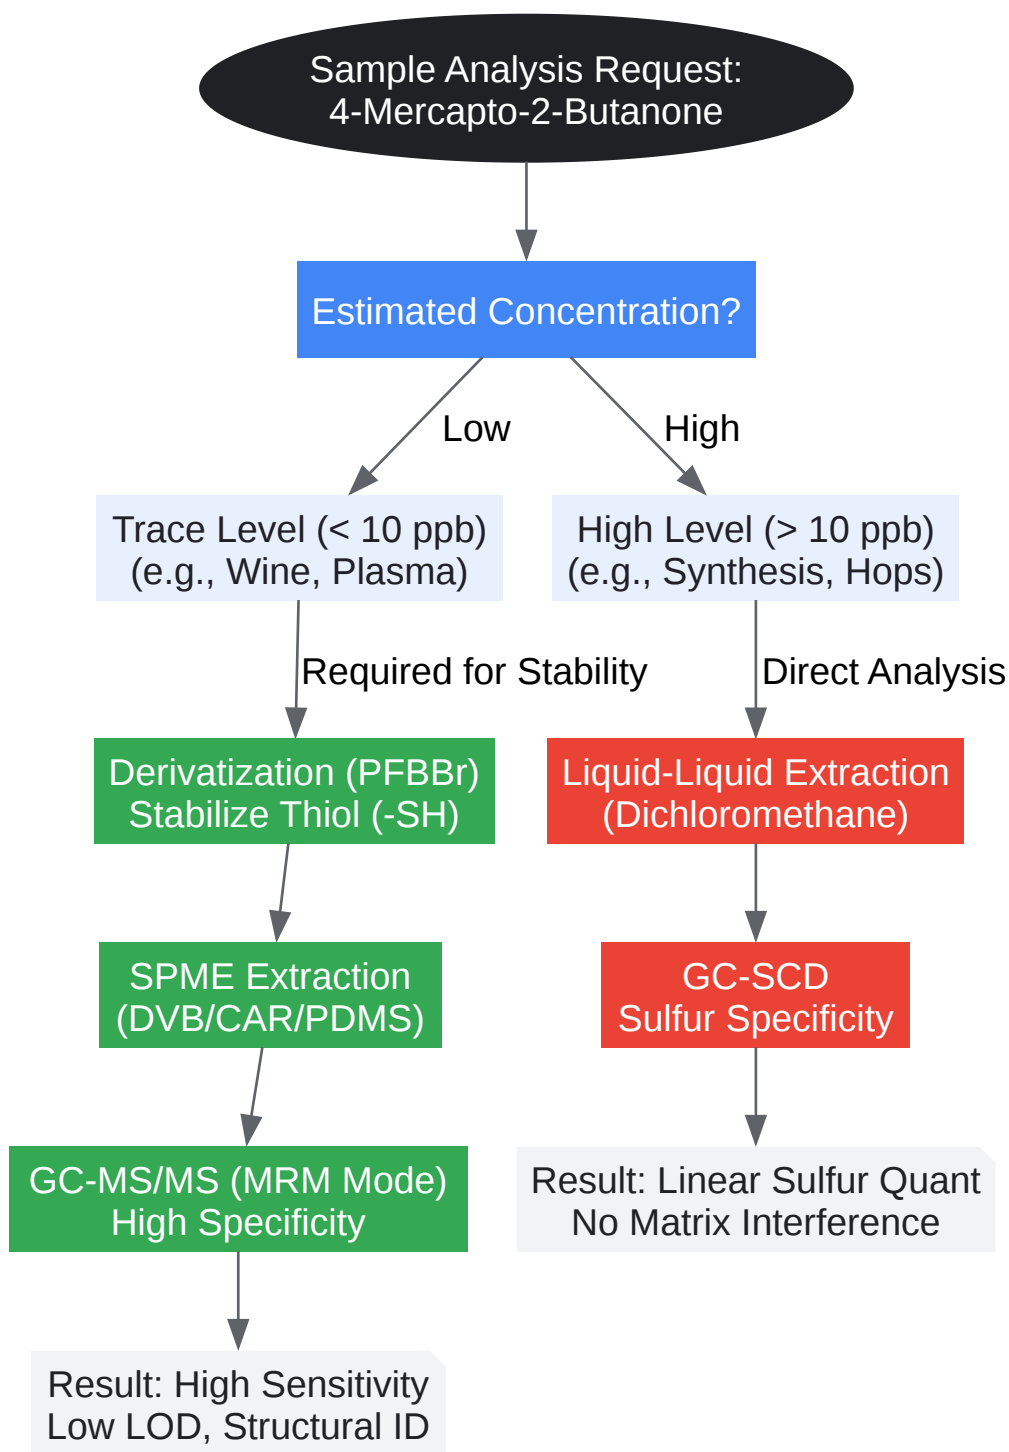 Sample Analysis Request:
4-Mercapto-2-Butanone
Estimated Concentration?
Low
High
Trace Level (< 10 ppb)
(e.g., Wine, Plasma)
High Level (> 10 ppb)
(e.g., Synthesis, Hops)
Required for Stability
Direct Analysis
Derivatization (PFBBr)
Stabilize Thiol (-SH)
Liquid-Liquid Extraction
(Dichloromethane)
SPME Extraction
(DVB/CAR/PDMS)
GC-SCD
Sulfur Specificity
GC-MS/MS (MRM Mode)
High Specificity
Result: Linear Sulfur Quant
No Matrix Interference
Result: High Sensitivity
Low LOD, Structural ID